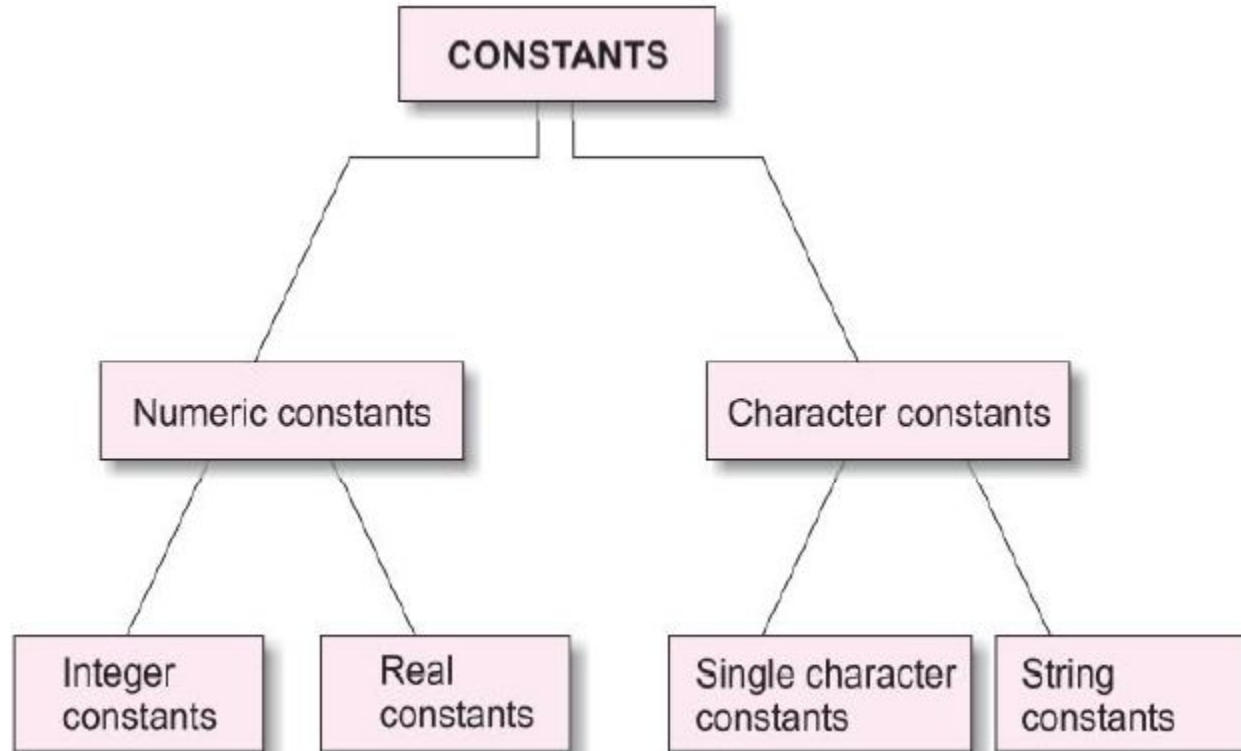 CONSTANTS
Numeric constants
Character constants
Integer
constants
Real
constants
Single character
constants
String
constants